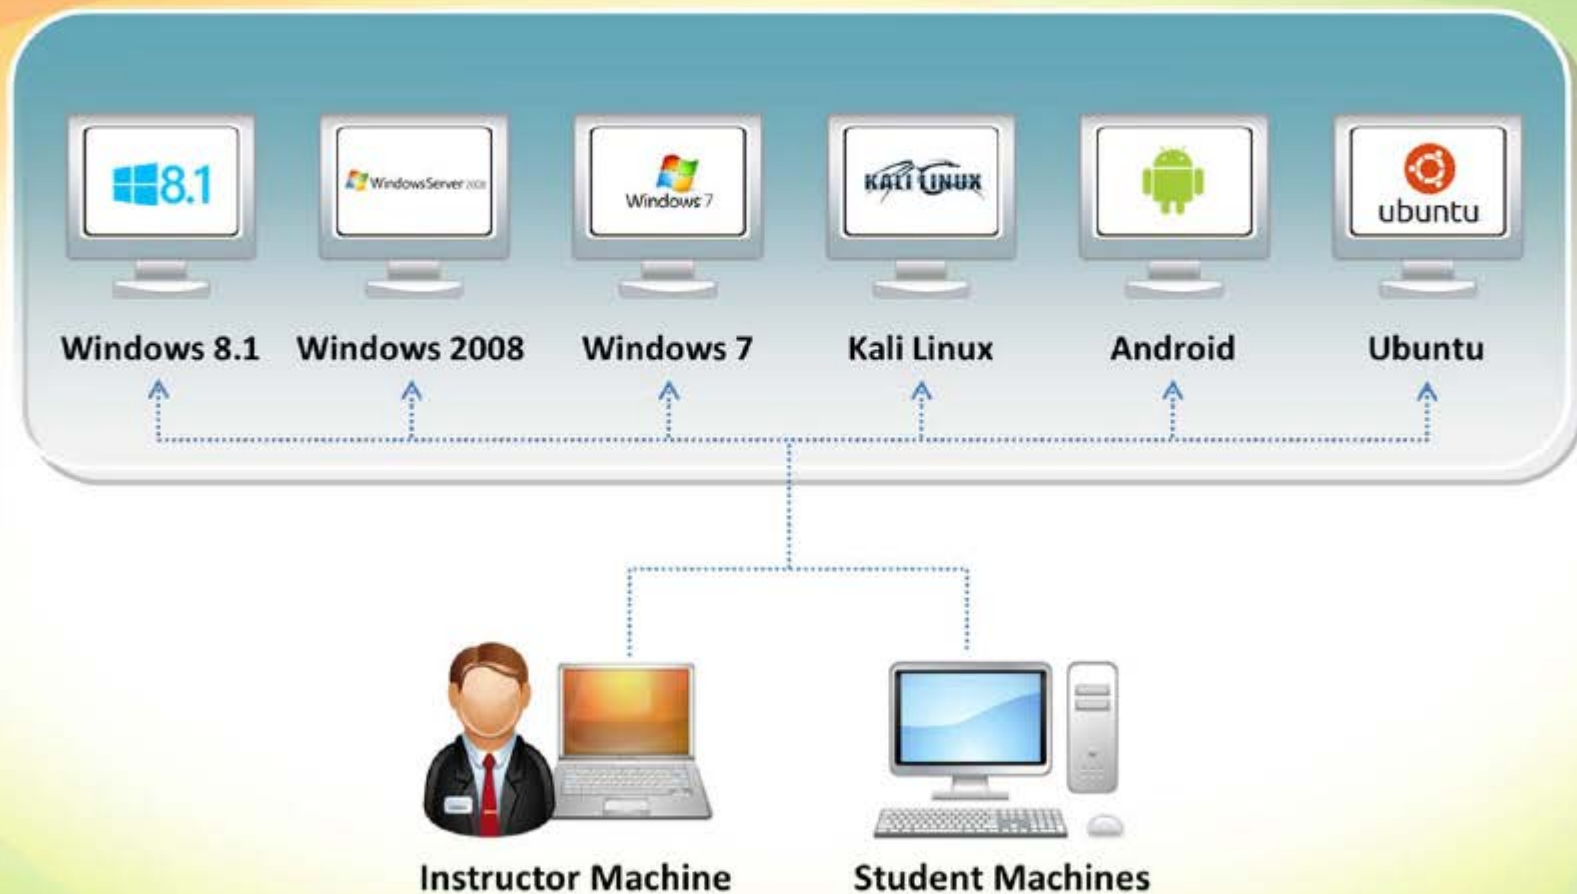 8.1
Windows Server 2008
Windows 7
KALI LINUX
ubuntu
Windows 8.1
Windows 2008
Windows 7
Kali Linux
Android
Ubuntu
Instructor Machine
Student Machines